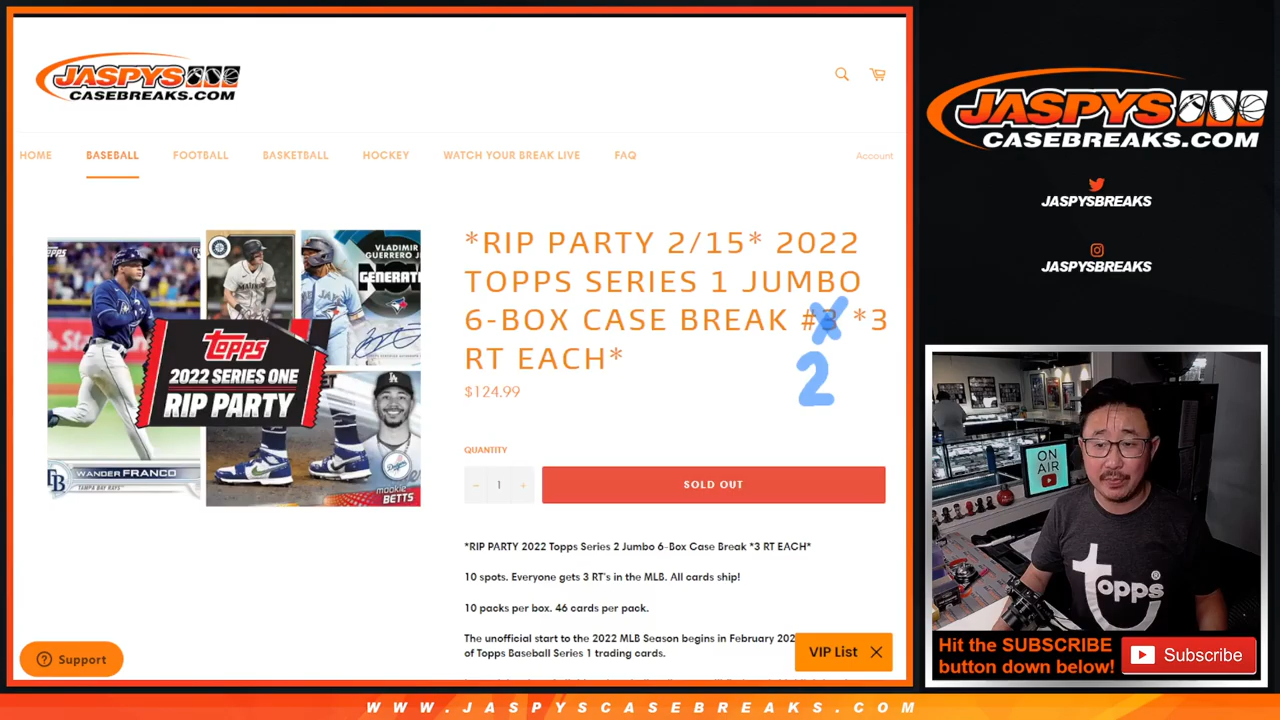 JASPYS
CASEBREAKS.COM
HOME BASEBALL FOOTBALL BASKETBALL HOCKEY WATCH YOUR BREAK LIVE FAQ Account
TOPPS
VLADIMIR
GUERRERO JR
GENERAT
topps
2022 SERIES ONE
RIP PARTY
WANDER FRANCO
TAMPA BAY RAYS
mookie
BETTS
*RIP PARTY 2/15* 2022
TOPPS SERIES 1 JUMBO
6-BOX CASE BREAK #3 *3
RT EACH*
2
$124.99
QUANTITY
− 1 +
SOLD OUT
*RIP PARTY 2022 Topps Series 2 Jumbo 6-Box Case Break *3 RT EACH*
10 spots. Everyone gets 3 RT's in the MLB. All cards ship!
10 packs per box. 46 cards per pack.
The unofficial start to the 2022 MLB Season begins in February 202
of Topps Baseball Series 1 trading cards.
Support
VIP List
JASPYS
CASEBREAKS.COM
JASPYSBREAKS
JASPYSBREAKS
ON
AIR
topps®
Hit the SUBSCRIBE
button down below!
Subscribe
WWW.JASPYSCASEBREAKS.COM